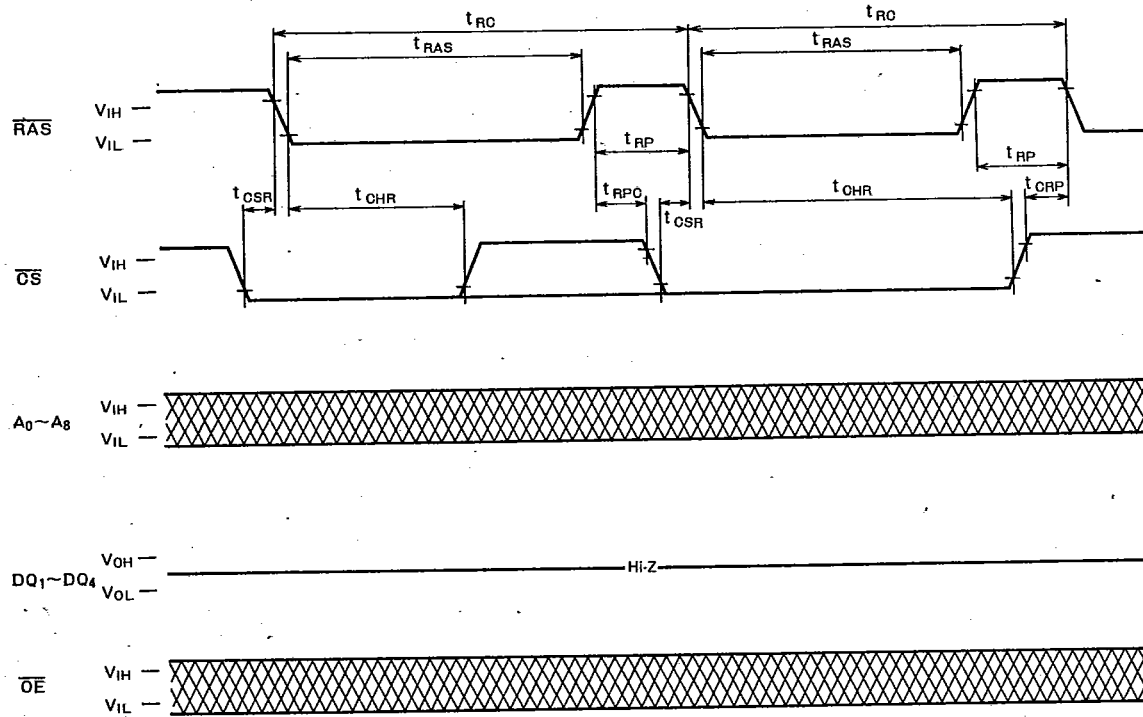 tRC tRC
tRAS tRAS
RAS VIH
VIL
tRP tRP
tCSR tCHR tRPC tCSR tCHR tCRP
CS VIH
VIL
A0~A8 VIH
VIL
DQ1~DQ4 VOH
VOL
Hi-Z
OE VIH
VIL